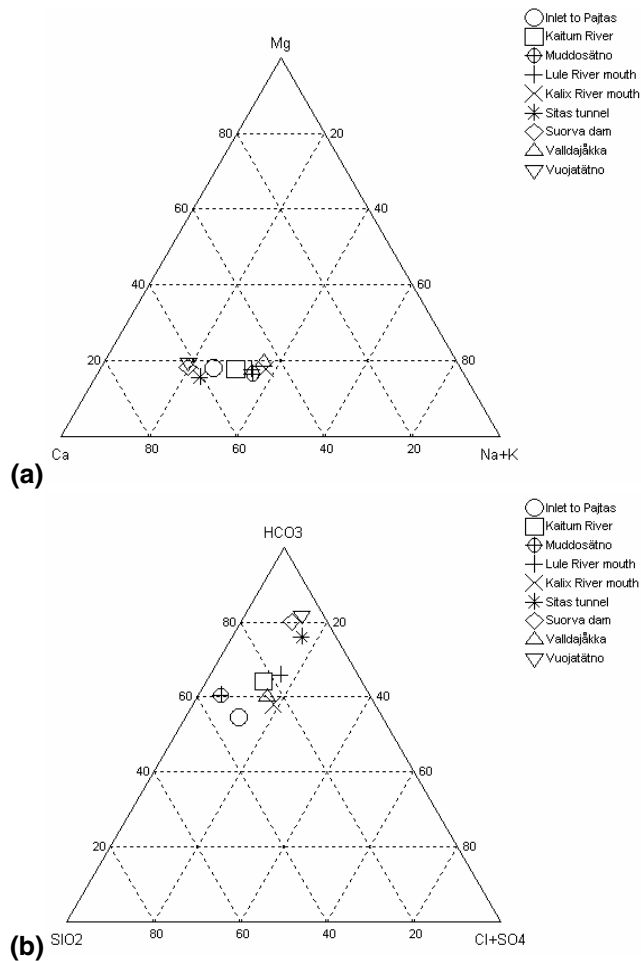 Mg
Inlet to Pajtas
Kaitum River
Muddosätno
Lule River mouth
Kalix River mouth
Sitas tunnel
Suorva dam
Valldajåkka
Vuojatätno
80 20
60 40
40 60
20 80
Ca 80 60 40 20 Na+K
(a)
HCO3
Inlet to Pajtas
Kaitum River
Muddosätno
Lule River mouth
Kalix River mouth
Sitas tunnel
Suorva dam
Valldajåkka
Vuojatätno
80 20
60 40
40 60
20 80
SIO2 80 60 40 20 Cl+SO4
(b)